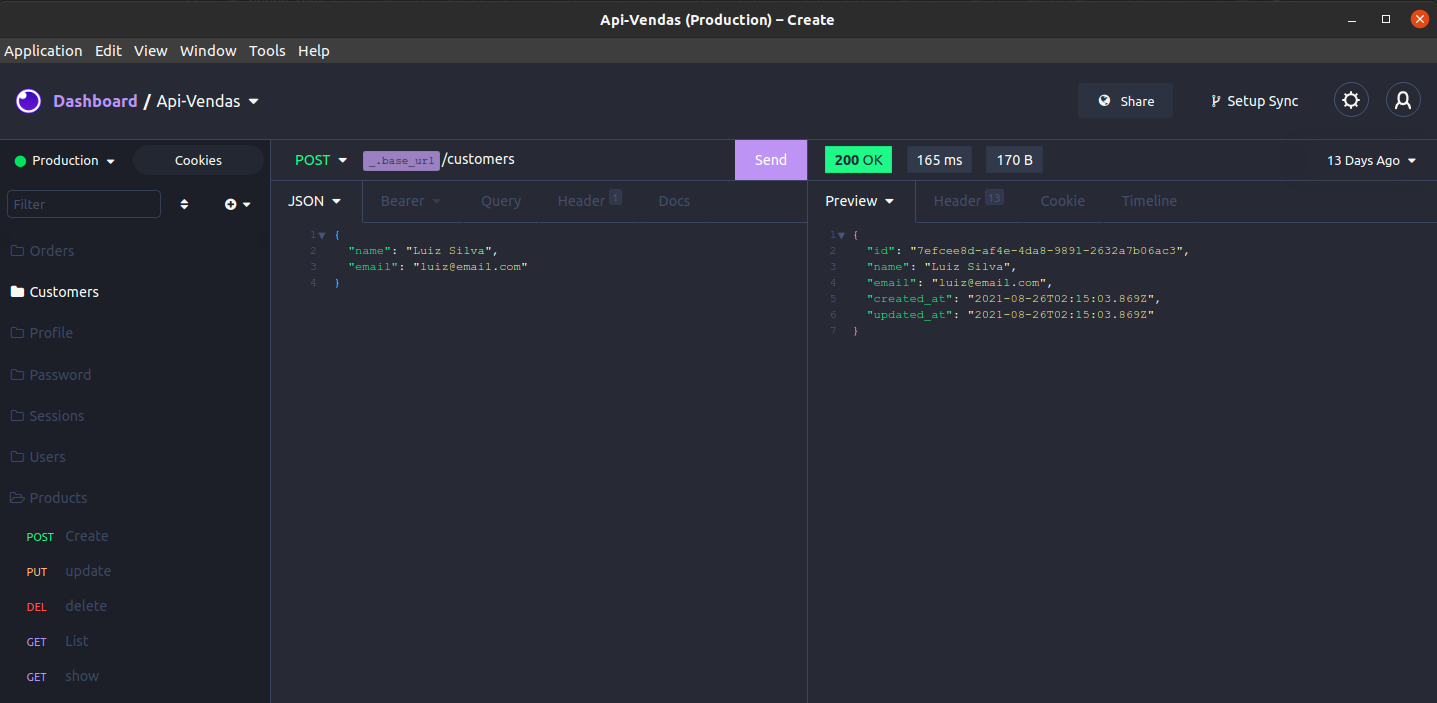 Api-Vendas (Production) – Create
Application Edit View Window Tools Help
Dashboard / Api-Vendas
Share
Setup Sync
Production
Cookies
POST
_.base_url/customers
Send
200 OK
165 ms
170 B
13 Days Ago
Filter
JSON
Bearer
Query
Header 1
Docs
Preview
Header 13
Cookie
Timeline
Orders
Customers
Profile
Password
Sessions
Users
Products
POST Create
PUT update
DEL delete
GET List
GET show
1 {
2 "name": "Luiz Silva",
3 "email": "luiz@email.com"
4 }
1 {
2 "id": "7efcee8d-af4e-4da8-9891-2632a7b06ac3",
3 "name": "Luiz Silva",
4 "email": "luiz@email.com",
5 "created_at": "2021-08-26T02:15:03.869Z",
6 "updated_at": "2021-08-26T02:15:03.869Z"
7 }